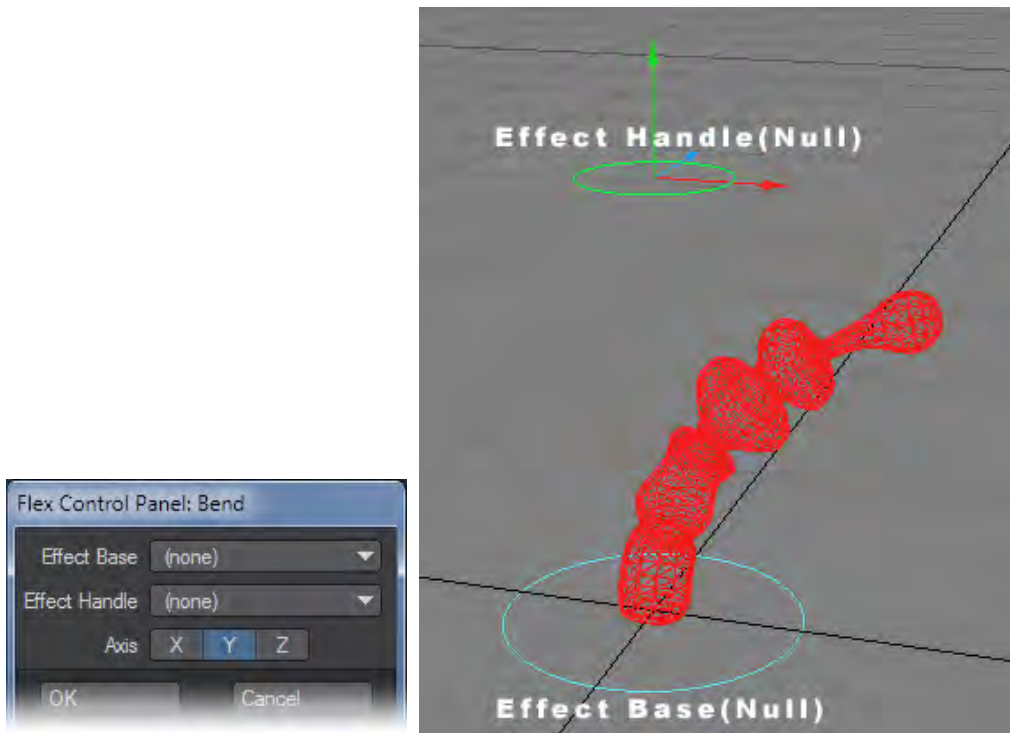 Effect Handle(Null)
Flex Control Panel: Bend
Effect Base (none)
Effect Handle (none)
Axis X Y Z
OK Cancel
Effect Base(Null)